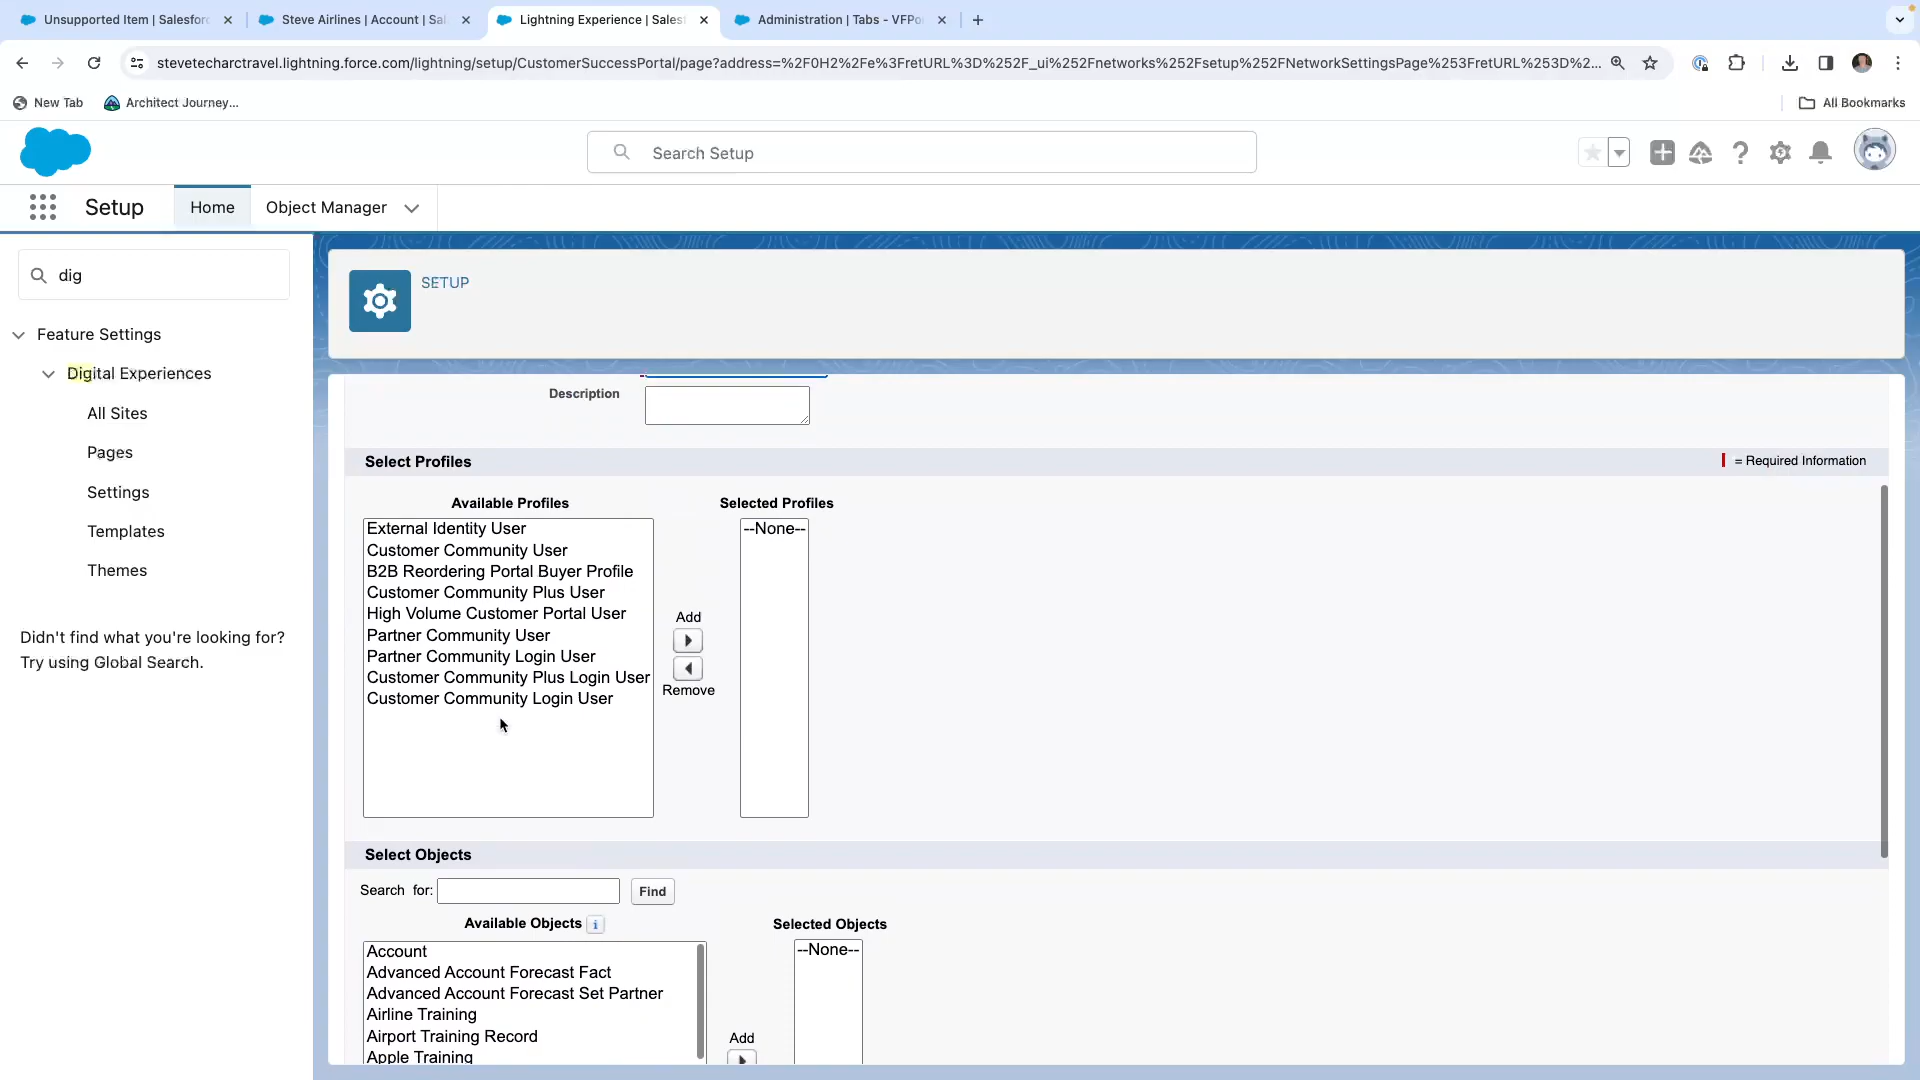 Unsupported Item | Salesforc
Steve Airlines | Account | Sal
Lightning Experience | Salesf
Administration | Tabs - VFPo
stevetecharctravel.lightning.force.com/lightning/setup/CustomerSuccessPortal/page?address=%2F0H2%2Fe%3FretURL%3D%252F_ui%252Fnetworks%252Fsetup%252FNetworkSettingsPage%253FretURL%253D%2...
New Tab
Architect Journey...
All Bookmarks
Search Setup
Setup
Home
Object Manager
dig
Feature Settings
Digital Experiences
All Sites
Pages
Settings
Templates
Themes
Didn't find what you're looking for?
Try using Global Search.
SETUP
Description
Select Profiles
= Required Information
Available Profiles
Selected Profiles
External Identity User
Customer Community User
B2B Reordering Portal Buyer Profile
Customer Community Plus User
High Volume Customer Portal User
Partner Community User
Partner Community Login User
Customer Community Plus Login User
Customer Community Login User
Add
Remove
--None--
Select Objects
Search for:
Find
Available Objects
Selected Objects
Account
Advanced Account Forecast Fact
Advanced Account Forecast Set Partner
Airline Training
Airport Training Record
Apple Training
Add
--None--